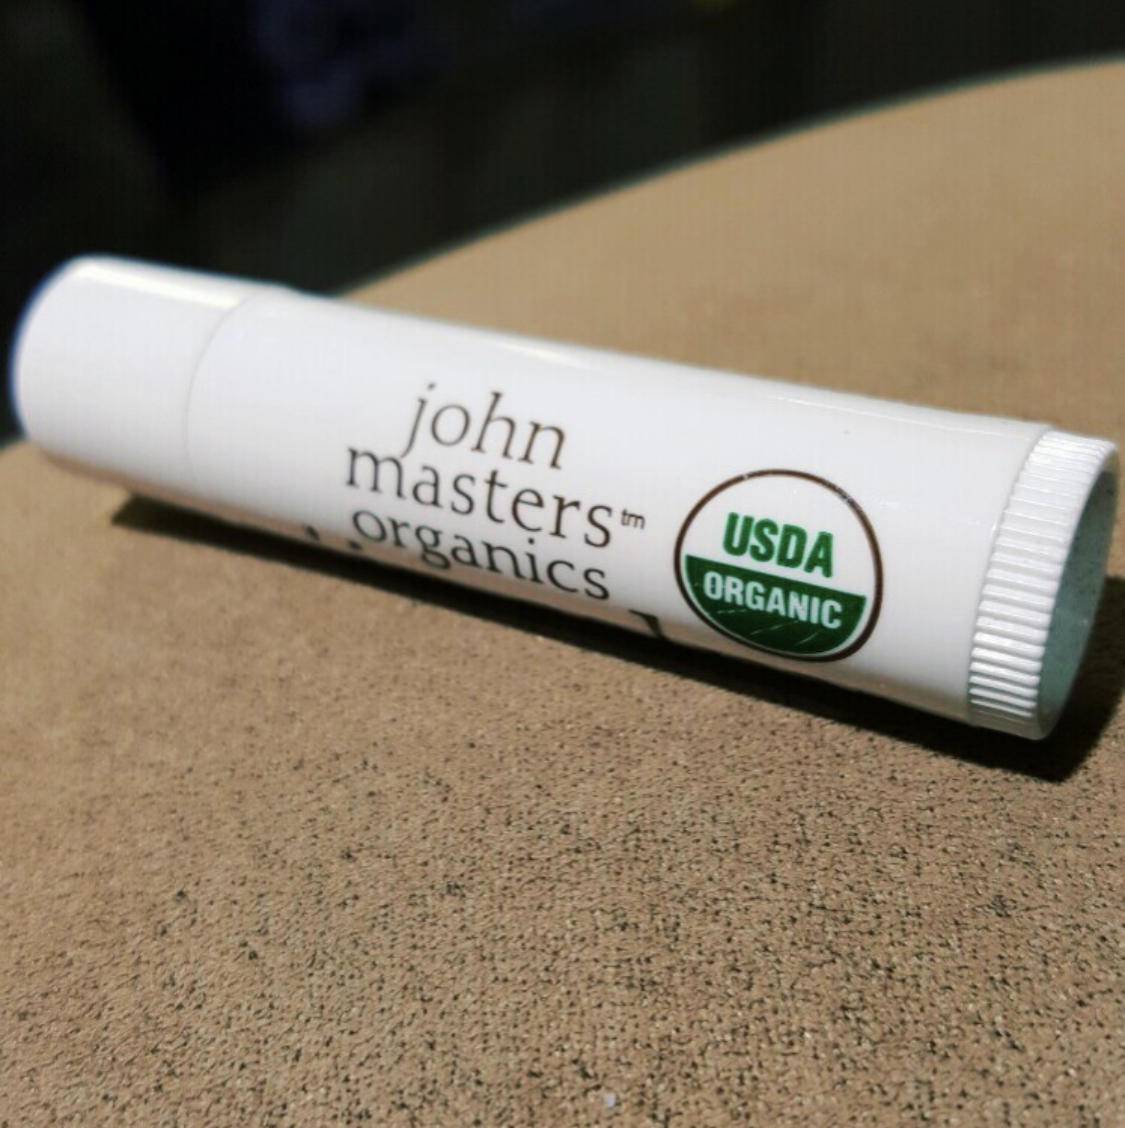 john
masters™
organics
USDA
ORGANIC